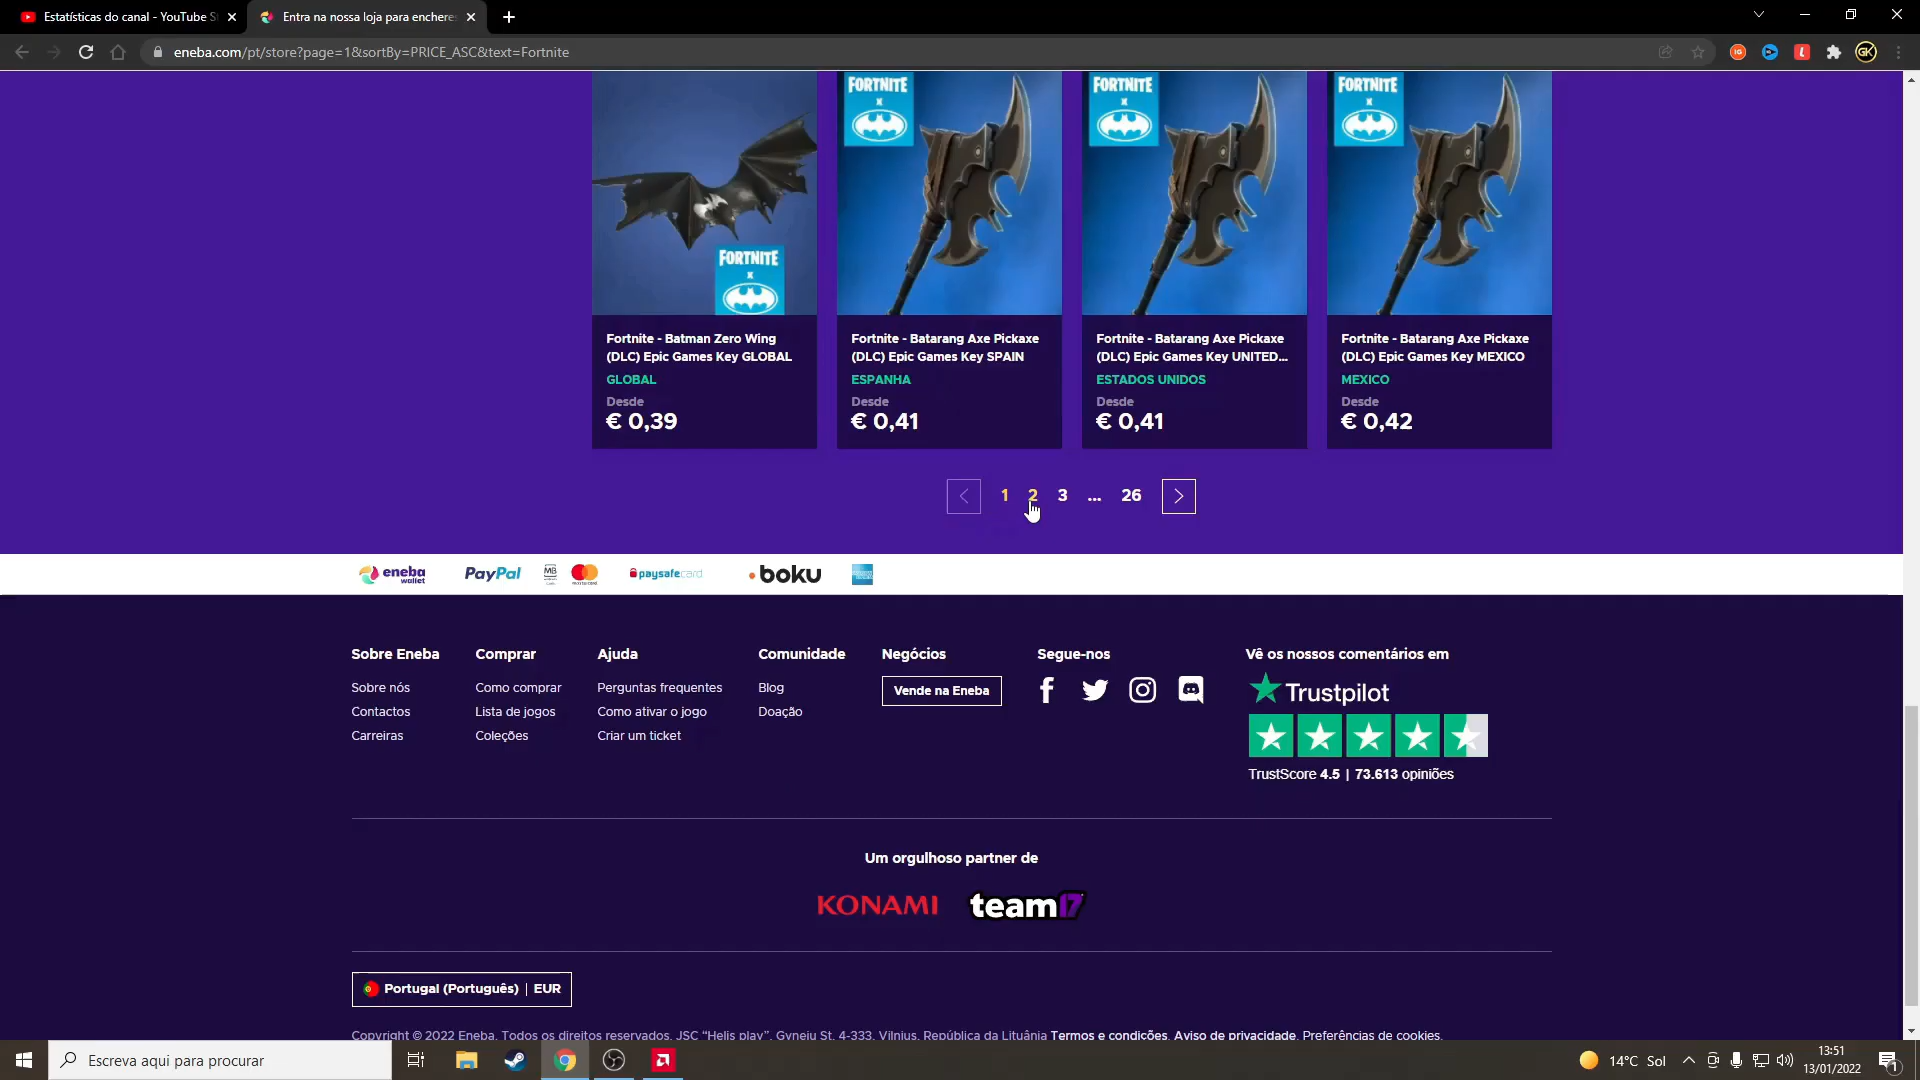 Estatísticas do canal - YouTube S
Entra na nossa loja para encheres
eneba.com/pt/store?page=1&sortBy=PRICE_ASC&text=Fortnite
IG
GK
FORTNITE
x
FORTNITE
x
FORTNITE
x
FORTNITE
x
Fortnite - Batman Zero Wing
(DLC) Epic Games Key GLOBAL
GLOBAL
Desde
€ 0,39
Fortnite - Batarang Axe Pickaxe
(DLC) Epic Games Key SPAIN
ESPANHA
Desde
€ 0,41
Fortnite - Batarang Axe Pickaxe
(DLC) Epic Games Key UNITED...
ESTADOS UNIDOS
Desde
€ 0,41
Fortnite - Batarang Axe Pickaxe
(DLC) Epic Games Key MEXICO
MEXICO
Desde
€ 0,42
1 2 3 ... 26
eneba wallet PayPal MB paysafecard boku
Sobre Eneba
Sobre nós
Contactos
Carreiras
Comprar
Como comprar
Lista de jogos
Coleções
Ajuda
Perguntas frequentes
Como ativar o jogo
Criar um ticket
Comunidade
Blog
Doação
Negócios
Vende na Eneba
Segue-nos
Vê os nossos comentários em
Trustpilot
TrustScore 4.5 | 73.613 opiniões
Um orgulhoso partner de
KONAMI team17
Portugal (Português) | EUR
Copyright © 2022 Eneba. Todos os direitos reservados. JSC "Helis play", Gyneju St. 4-333, Vilnius, República da Lituânia Termos e condições, Aviso de privacidade, Preferências de cookies.
Escreva aqui para procurar
14°C Sol
13:51
13/01/2022
1